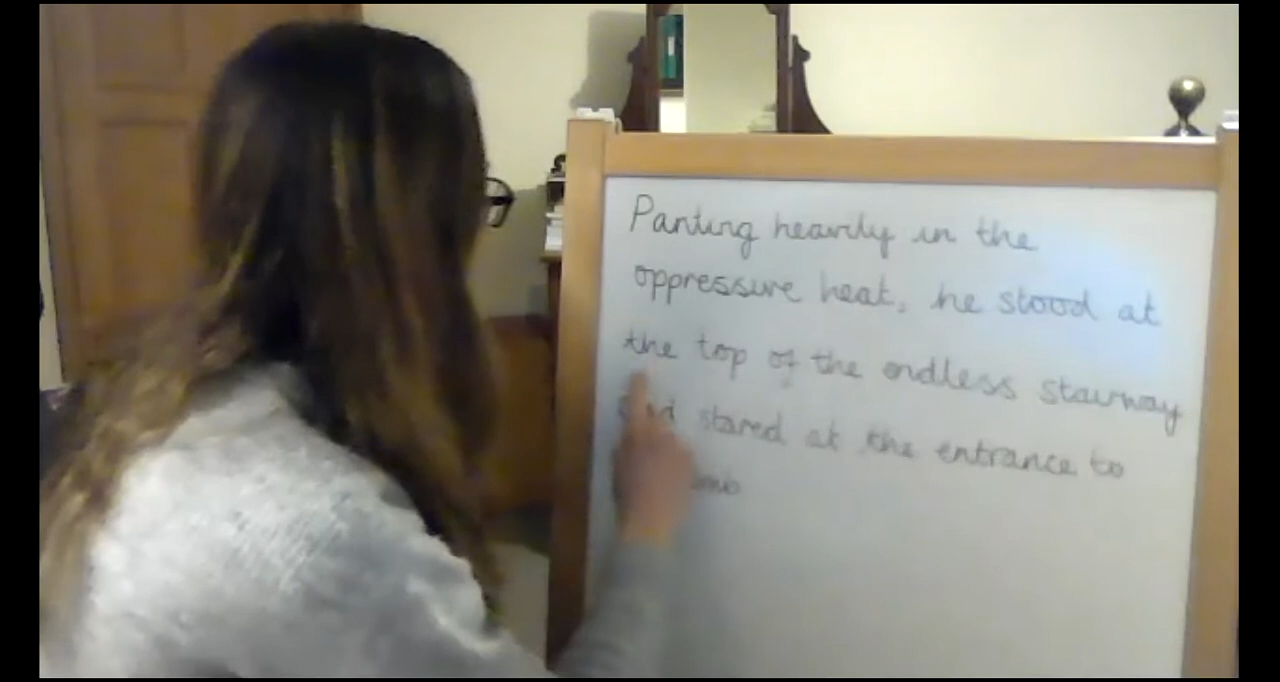 Panting heavily in the
oppressive heat, he stood at
the top of the endless stairway
and stared at the entrance to